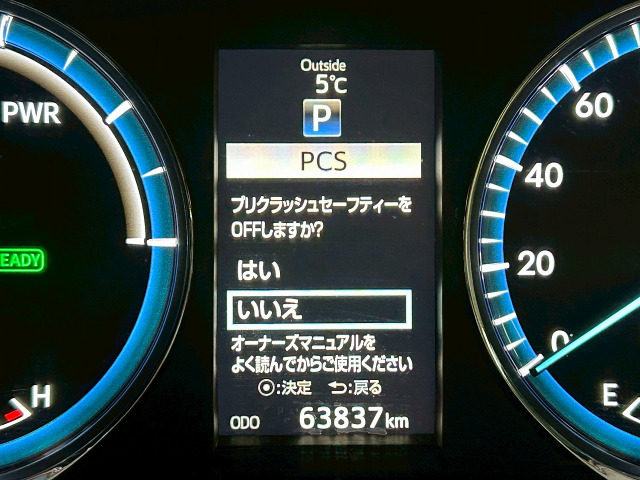 Outside
5℃
P
PCS
プリクラッシュセーフティーを
OFFしますか?
はい
いいえ
オーナーズマニュアルを
よく読んでからご使用ください
◉:決定 ⮌:戻る
ODO 63837km
PWR
READY
H
60
40
20
0
E